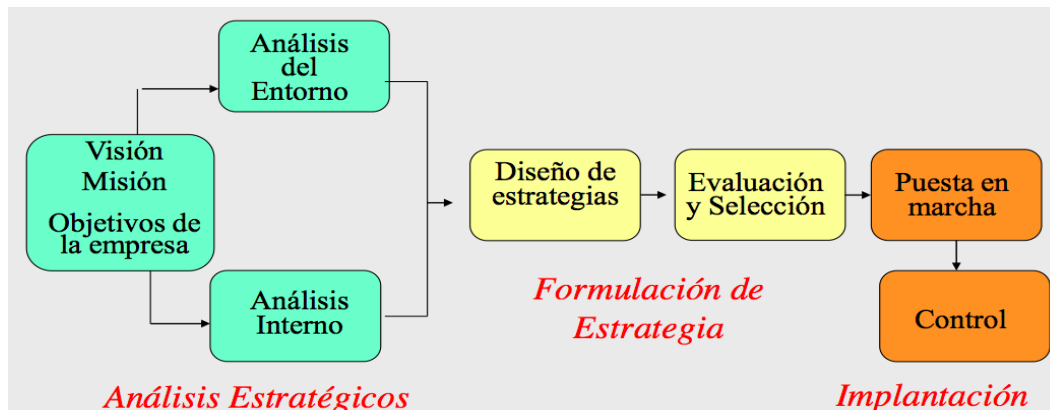 Análisis
del
Entorno
Visión
Misión
Objetivos de
la empresa
Análisis
Interno
Análisis Estratégicos
Diseño de
estrategias
Evaluación
y Selección
Formulación de
Estrategia
Puesta en
marcha
Control
Implantación